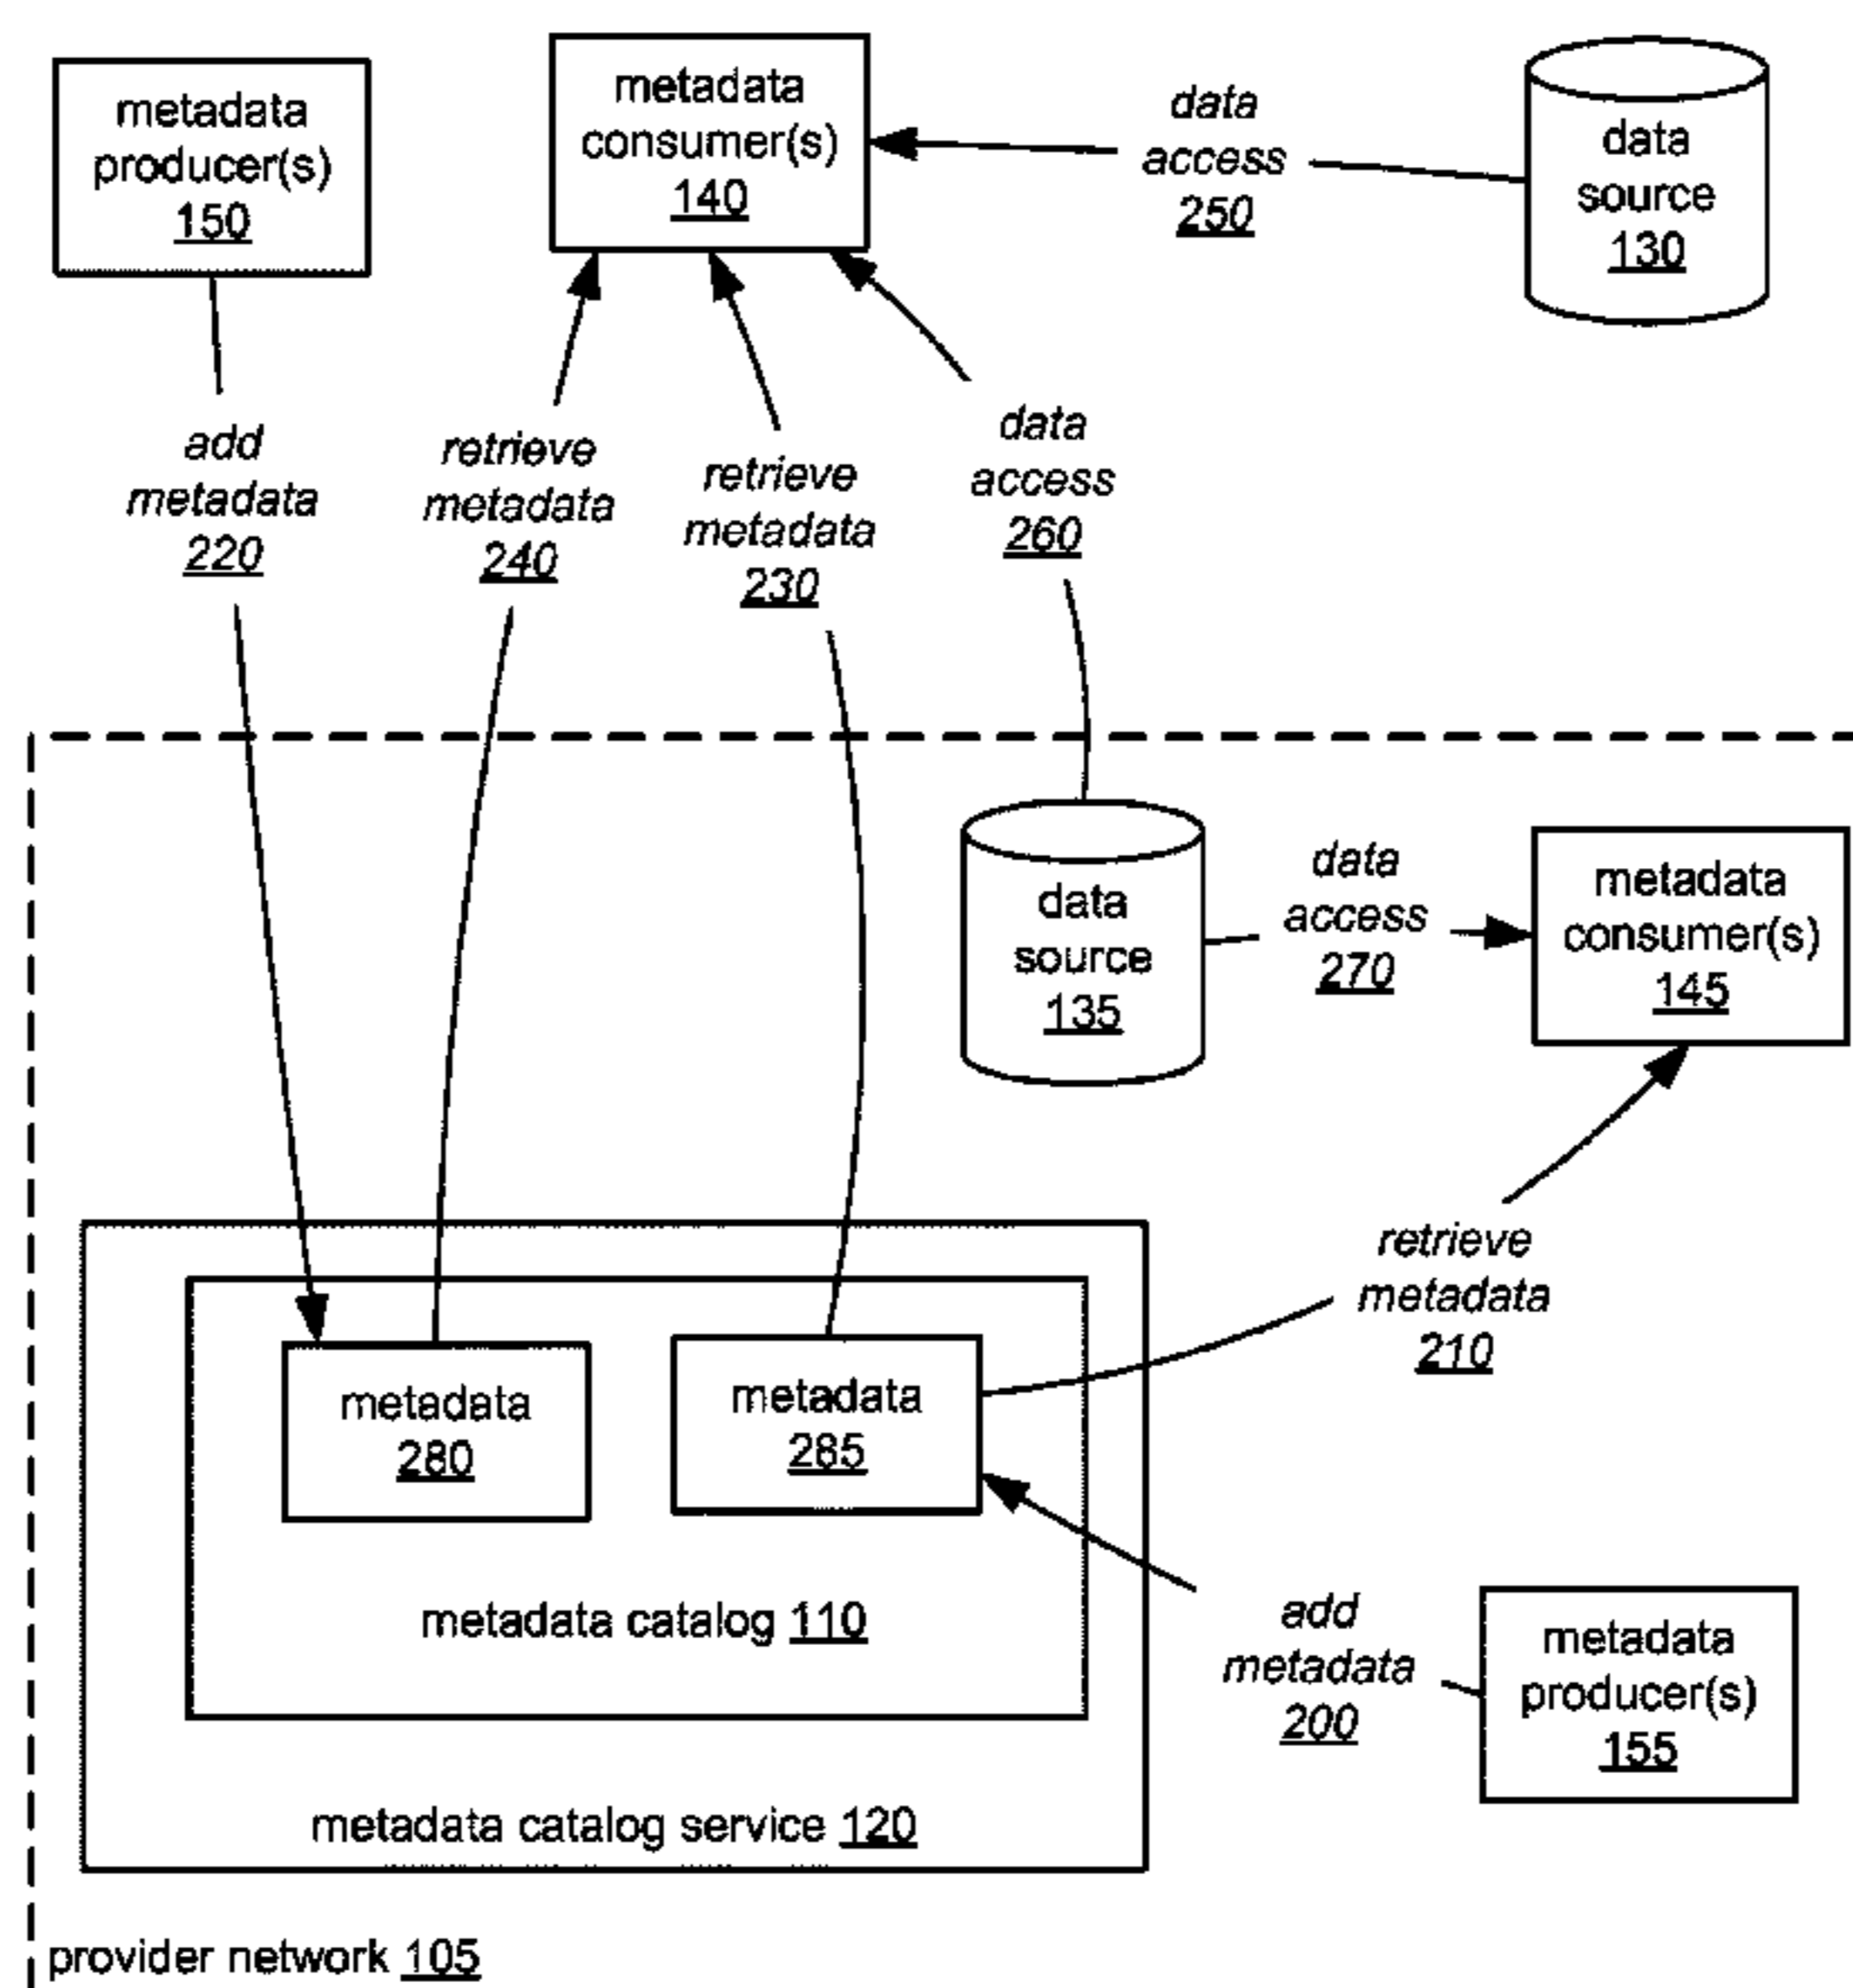 metadata
producer(s)
150
metadata
consumer(s)
140
data
access
250
data
source
130
add
metadata
220
retrieve
metadata
240
retrieve
metadata
230
data
access
260
data
source
135
data
access
270
metadata
consumer(s)
145
retrieve
metadata
210
metadata
280
metadata
285
metadata catalog 110
add
metadata
200
metadata
producer(s)
155
metadata catalog service 120
provider network 105